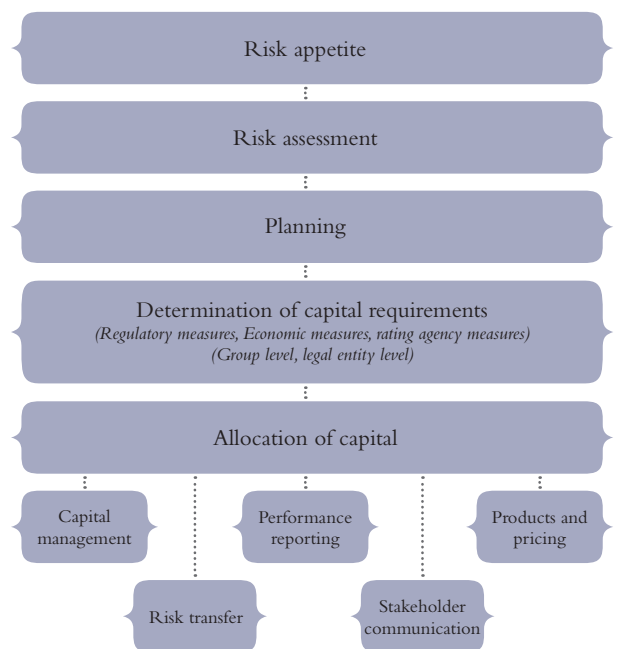 Risk appetite
Risk assessment
Planning
Determination of capital requirements
(Regulatory measures, Economic measures, rating agency measures)
(Group level, legal entity level)
Allocation of capital
Capital
management
Performance
reporting
Products and
pricing
Risk transfer
Stakeholder
communication